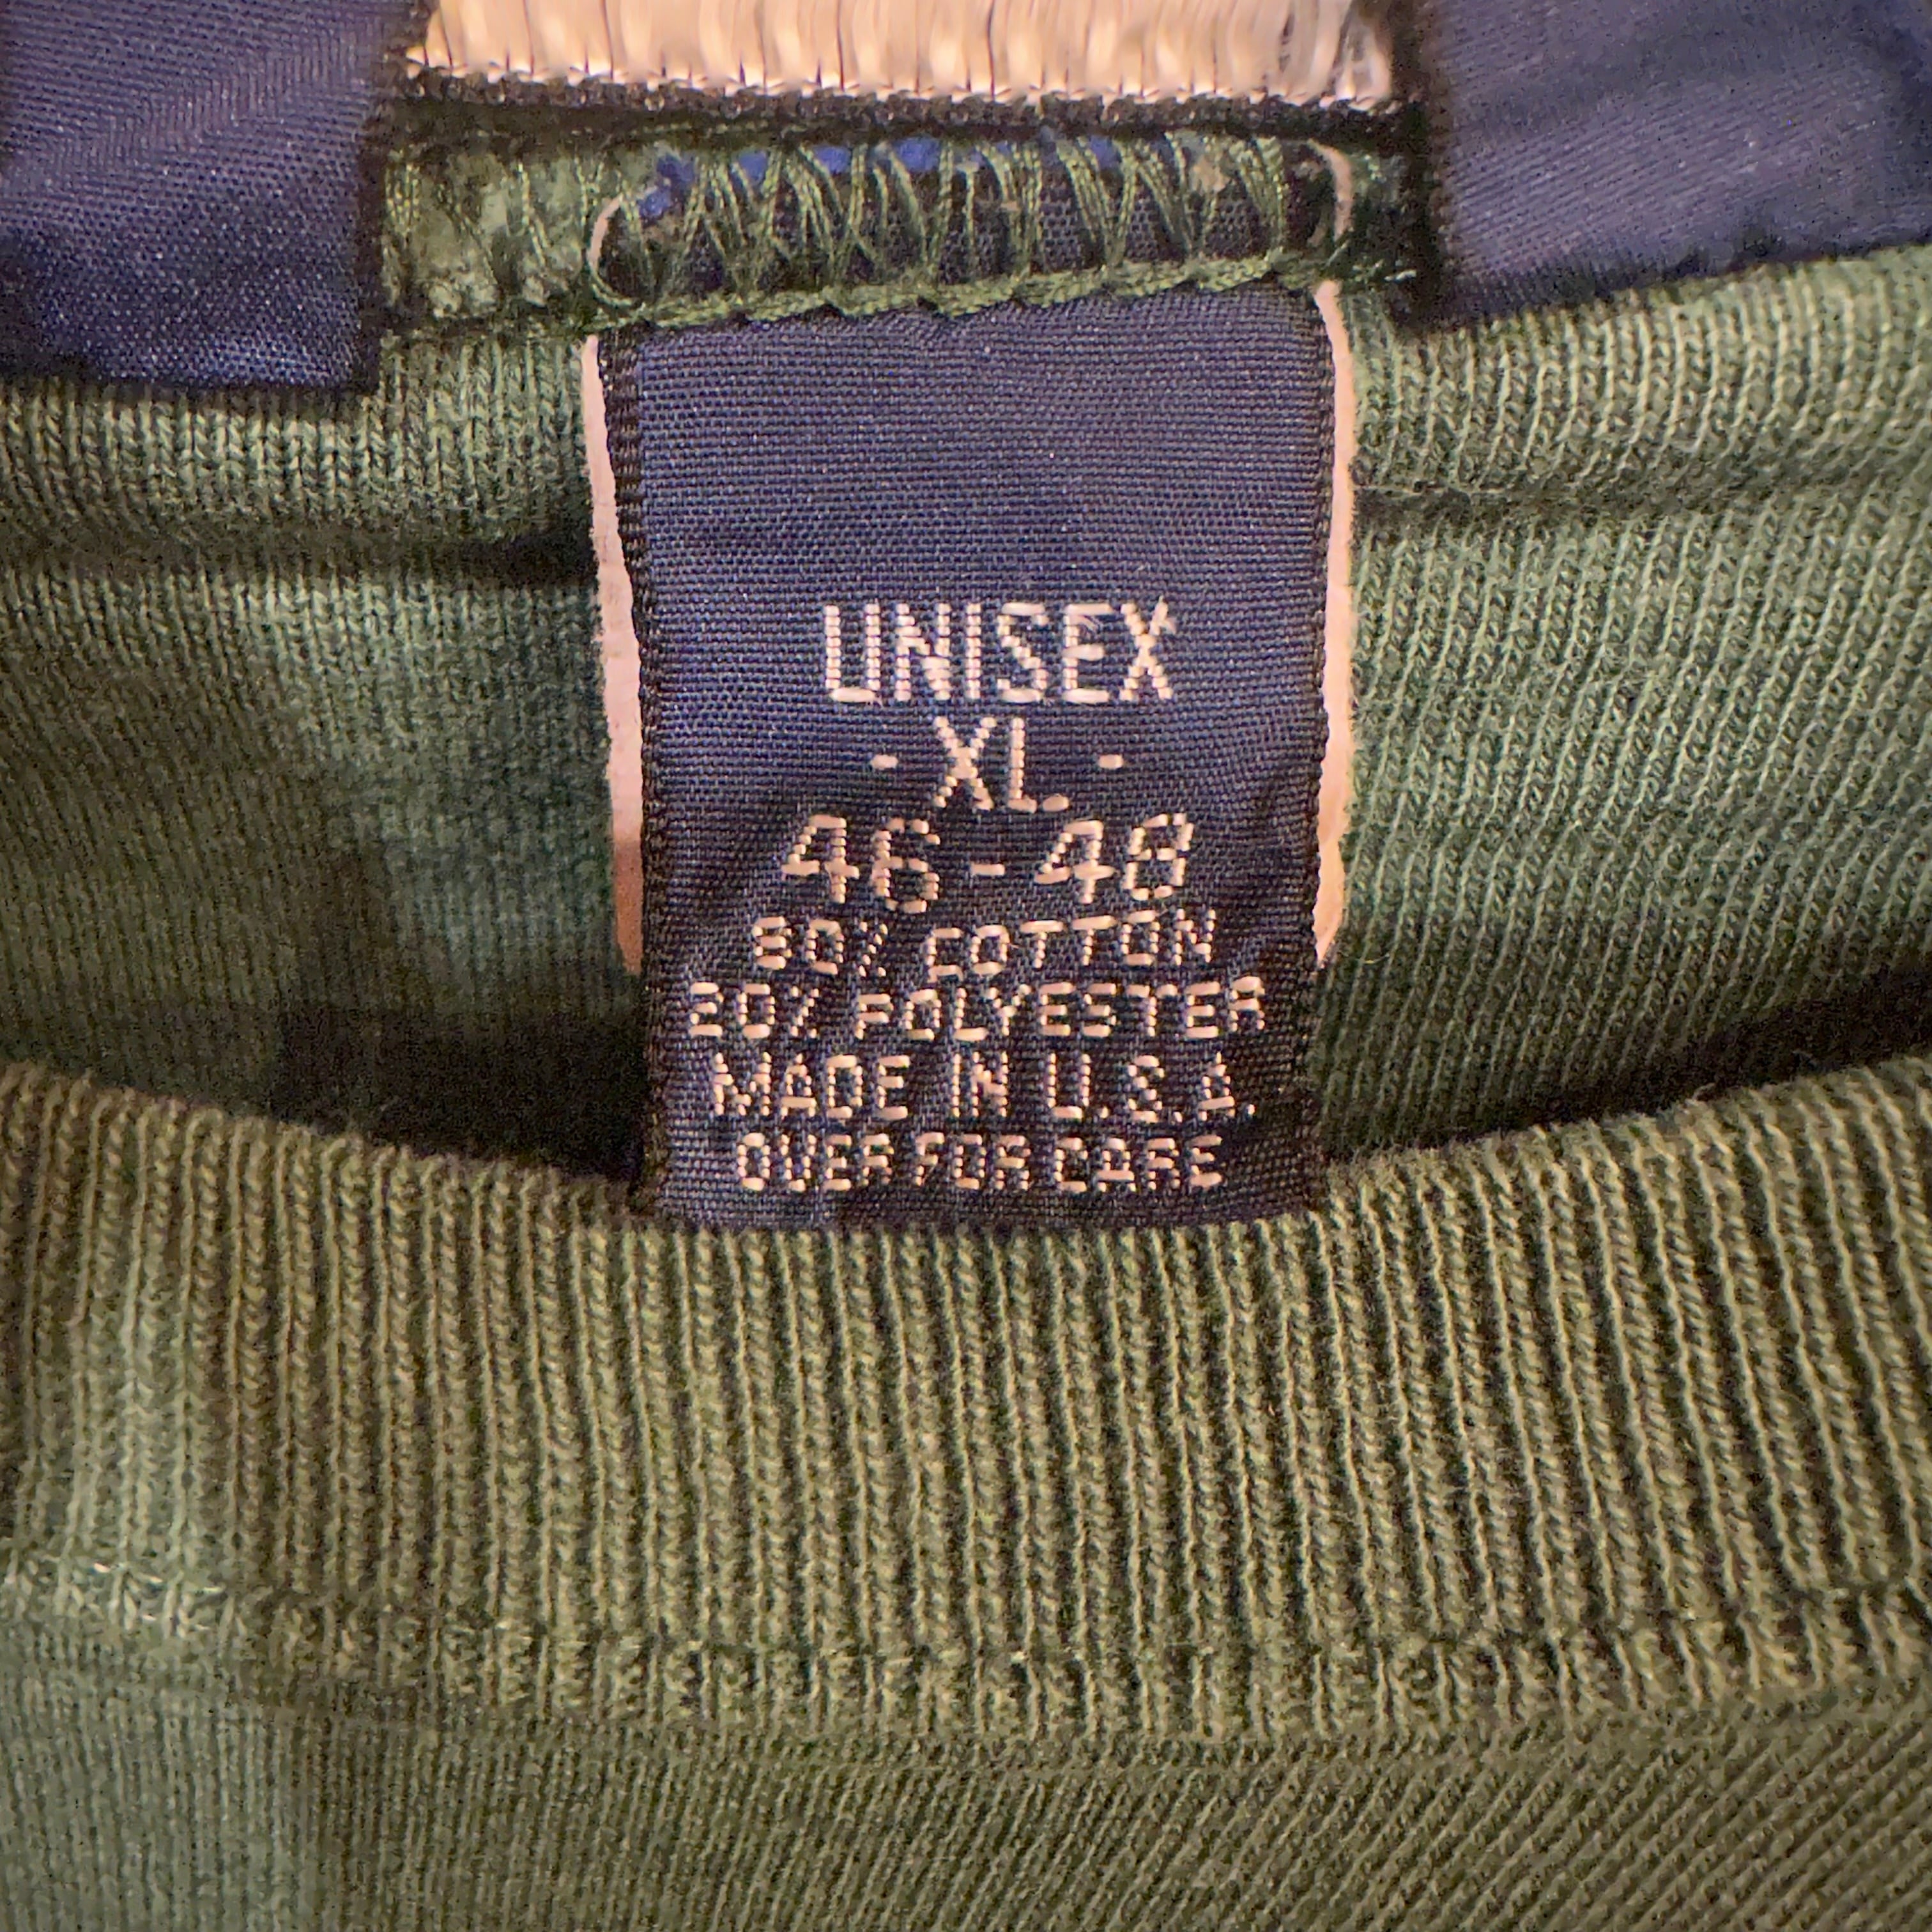 UNISEX
- XL -
46 - 48
80% COTTON
20% POLYESTER
MADE IN U.S.A.
OVER FOR CARE